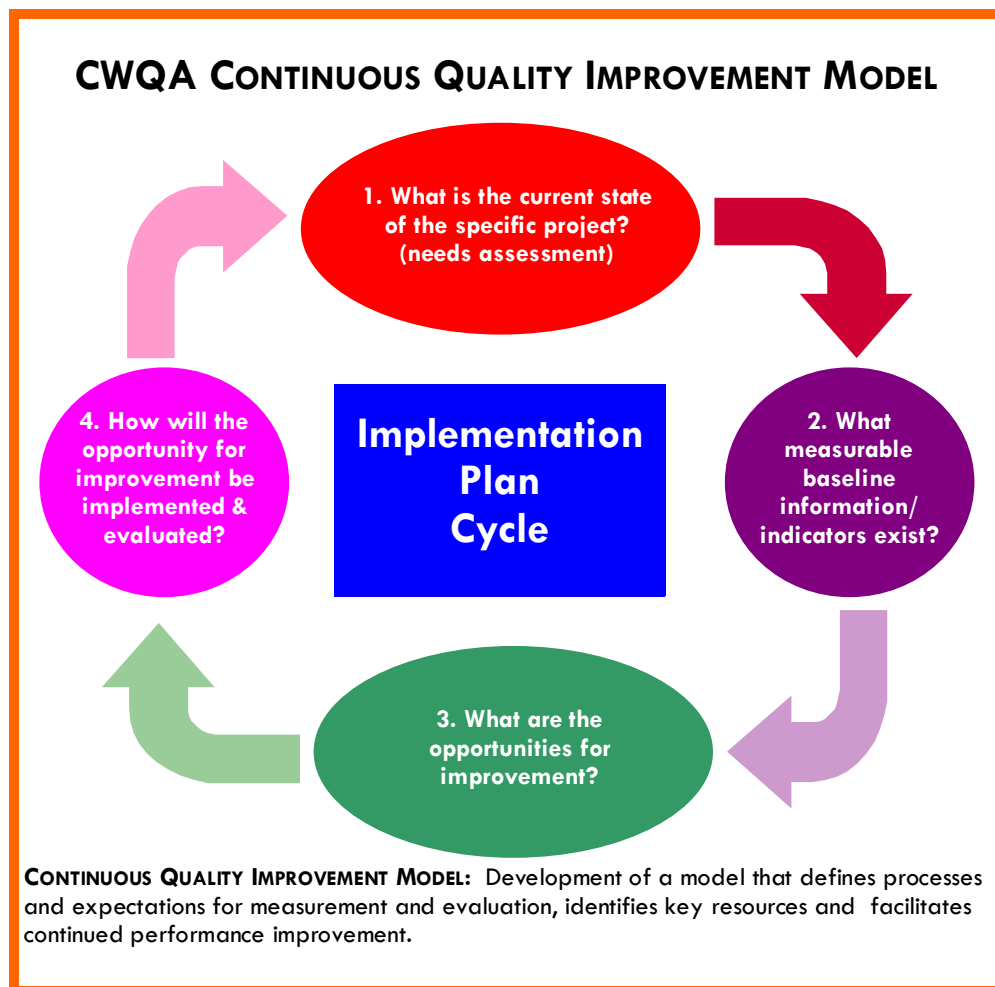 CWQA CONTINUOUS QUALITY IMPROVEMENT MODEL
1. What is the current state
of the specific project?
(needs assessment)
2. What
measurable
baseline
information/
indicators exist?
3. What are the
opportunities for
improvement?
4. How will the
opportunity for
improvement be
implemented &
evaluated?
Implementation
Plan
Cycle
CONTINUOUS QUALITY IMPROVEMENT MODEL: Development of a model that defines processes
and expectations for measurement and evaluation, identifies key resources and facilitates
continued performance improvement.